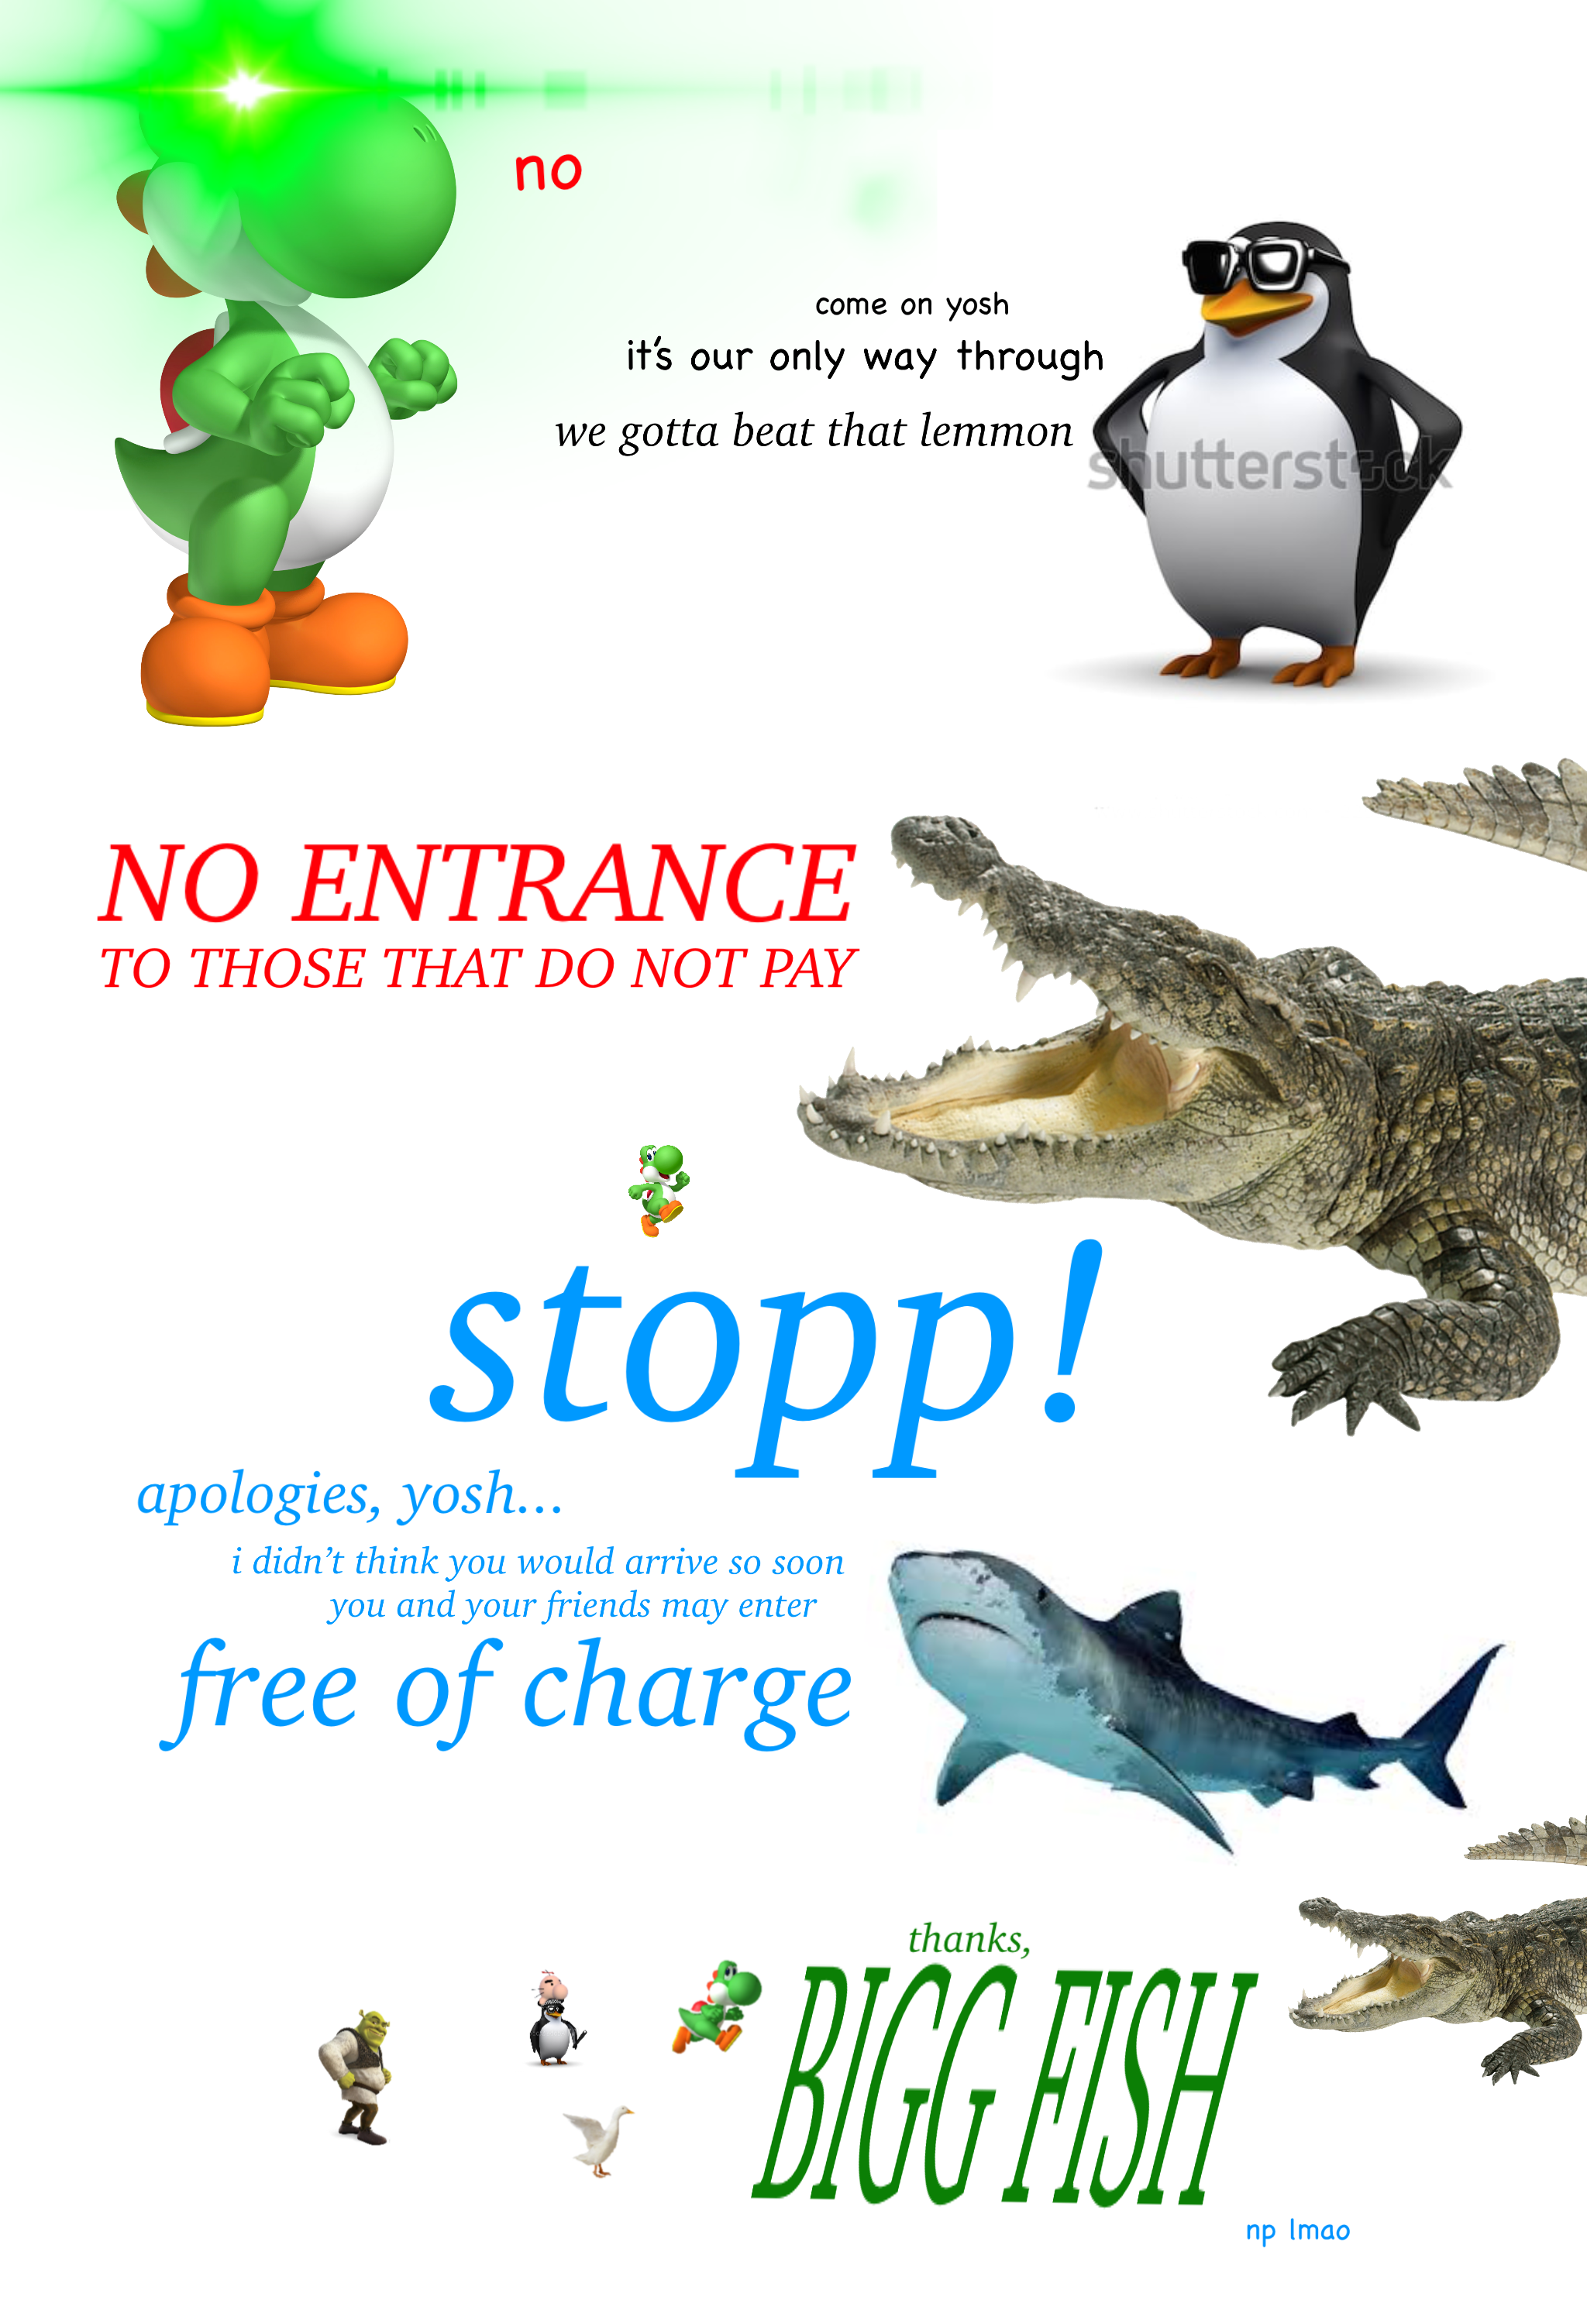 no
come on yosh
it's our only way through
we gotta beat that lemmon
shutterstock
NO ENTRANCE
TO THOSE THAT DO NOT PAY
stopp!
apologies, yosh...
i didn't think you would arrive so soon
you and your friends may enter
free of charge
thanks,
BIGG FISH
np lmao